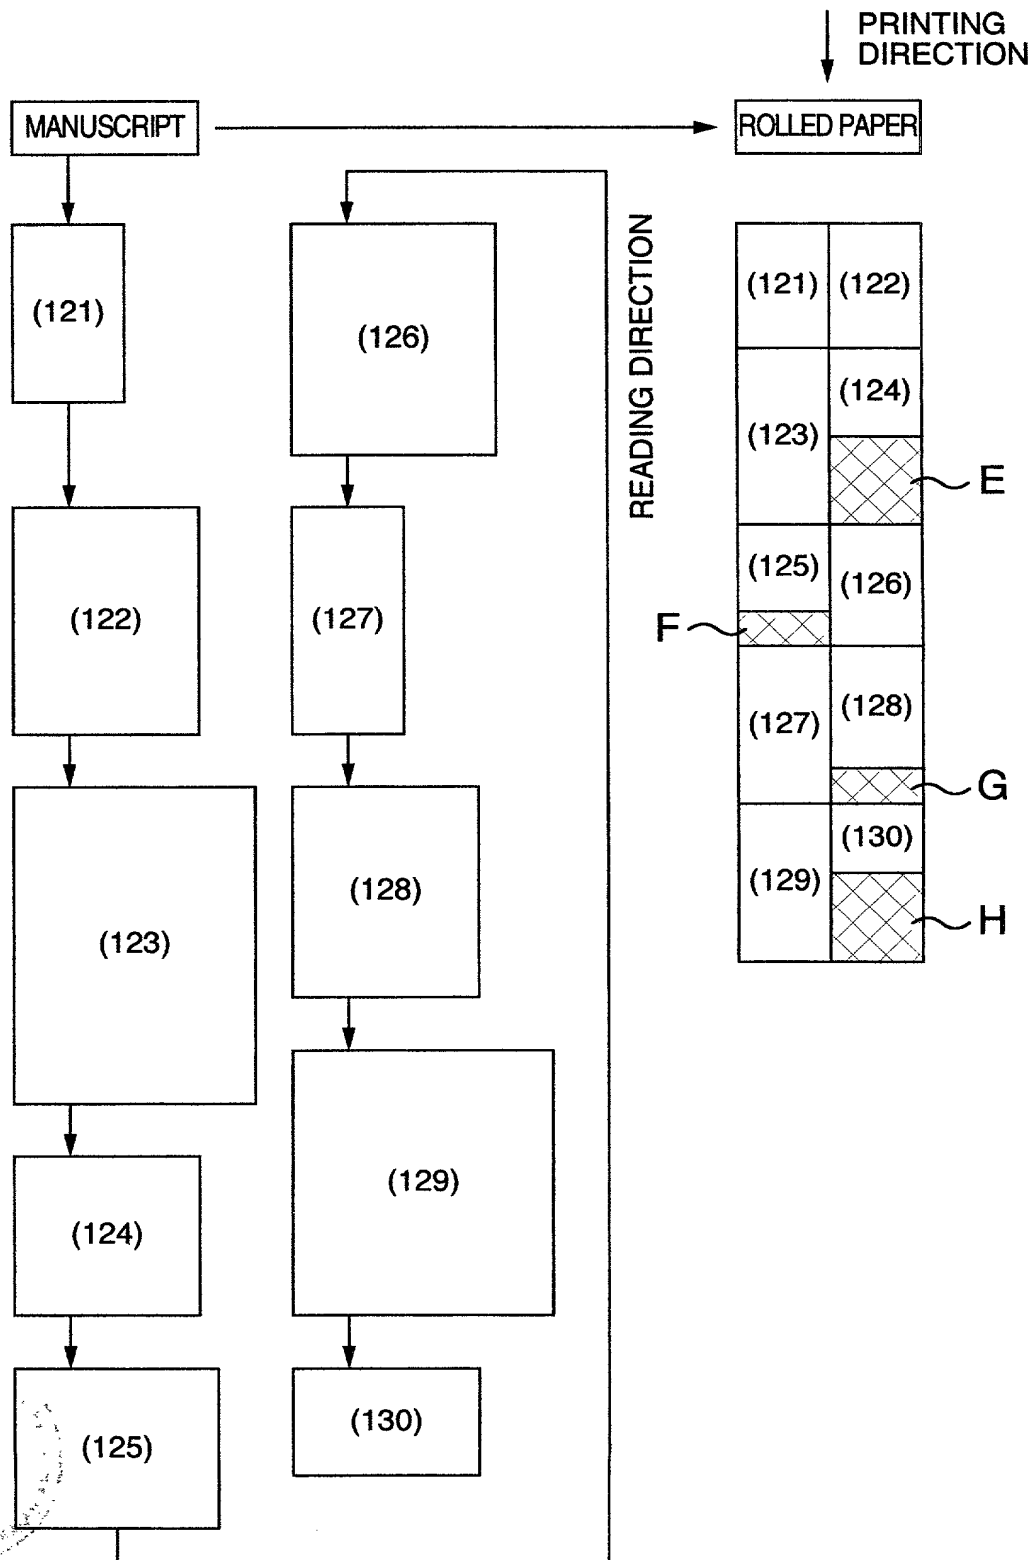 PRINTING
DIRECTION
MANUSCRIPT
ROLLED PAPER
(121)
(122)
(123)
(124)
(125)
(126)
(127)
(128)
(129)
(130)
READING DIRECTION
(121) (122)
(123) (124)
E
(125) (126)
F
(127) (128)
G
(129) (130)
H